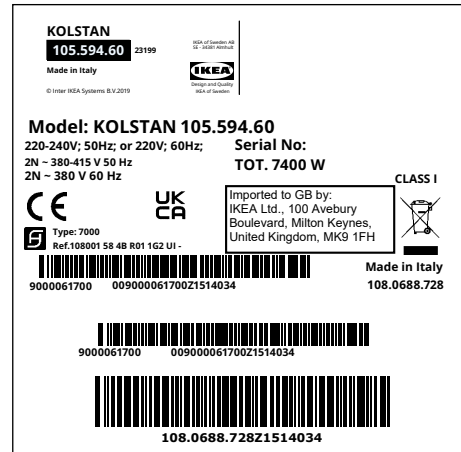 KOLSTAN
105.594.60 23199
Made in Italy
© Inter IKEA Systems B.V.2019
IKEA of Sweden AB
SE - 34381 Älmhult
IKEA
Design and Quality
IKEA of Sweden
Model: KOLSTAN 105.594.60
220-240V; 50Hz; or 220V; 60Hz;
2N ~ 380-415 V 50 Hz
2N ~ 380 V 60 Hz
Serial No:
TOT. 7400 W
CLASS I
CE
UK
CA
Type: 7000
Ref.108001 58 4B R01 1G2 UI -
Imported to GB by:
IKEA Ltd., 100 Avebury
Boulevard, Milton Keynes,
United Kingdom, MK9 1FH
Made in Italy
108.0688.728
9000061700 009000061700Z1514034
9000061700 009000061700Z1514034
108.0688.728Z1514034